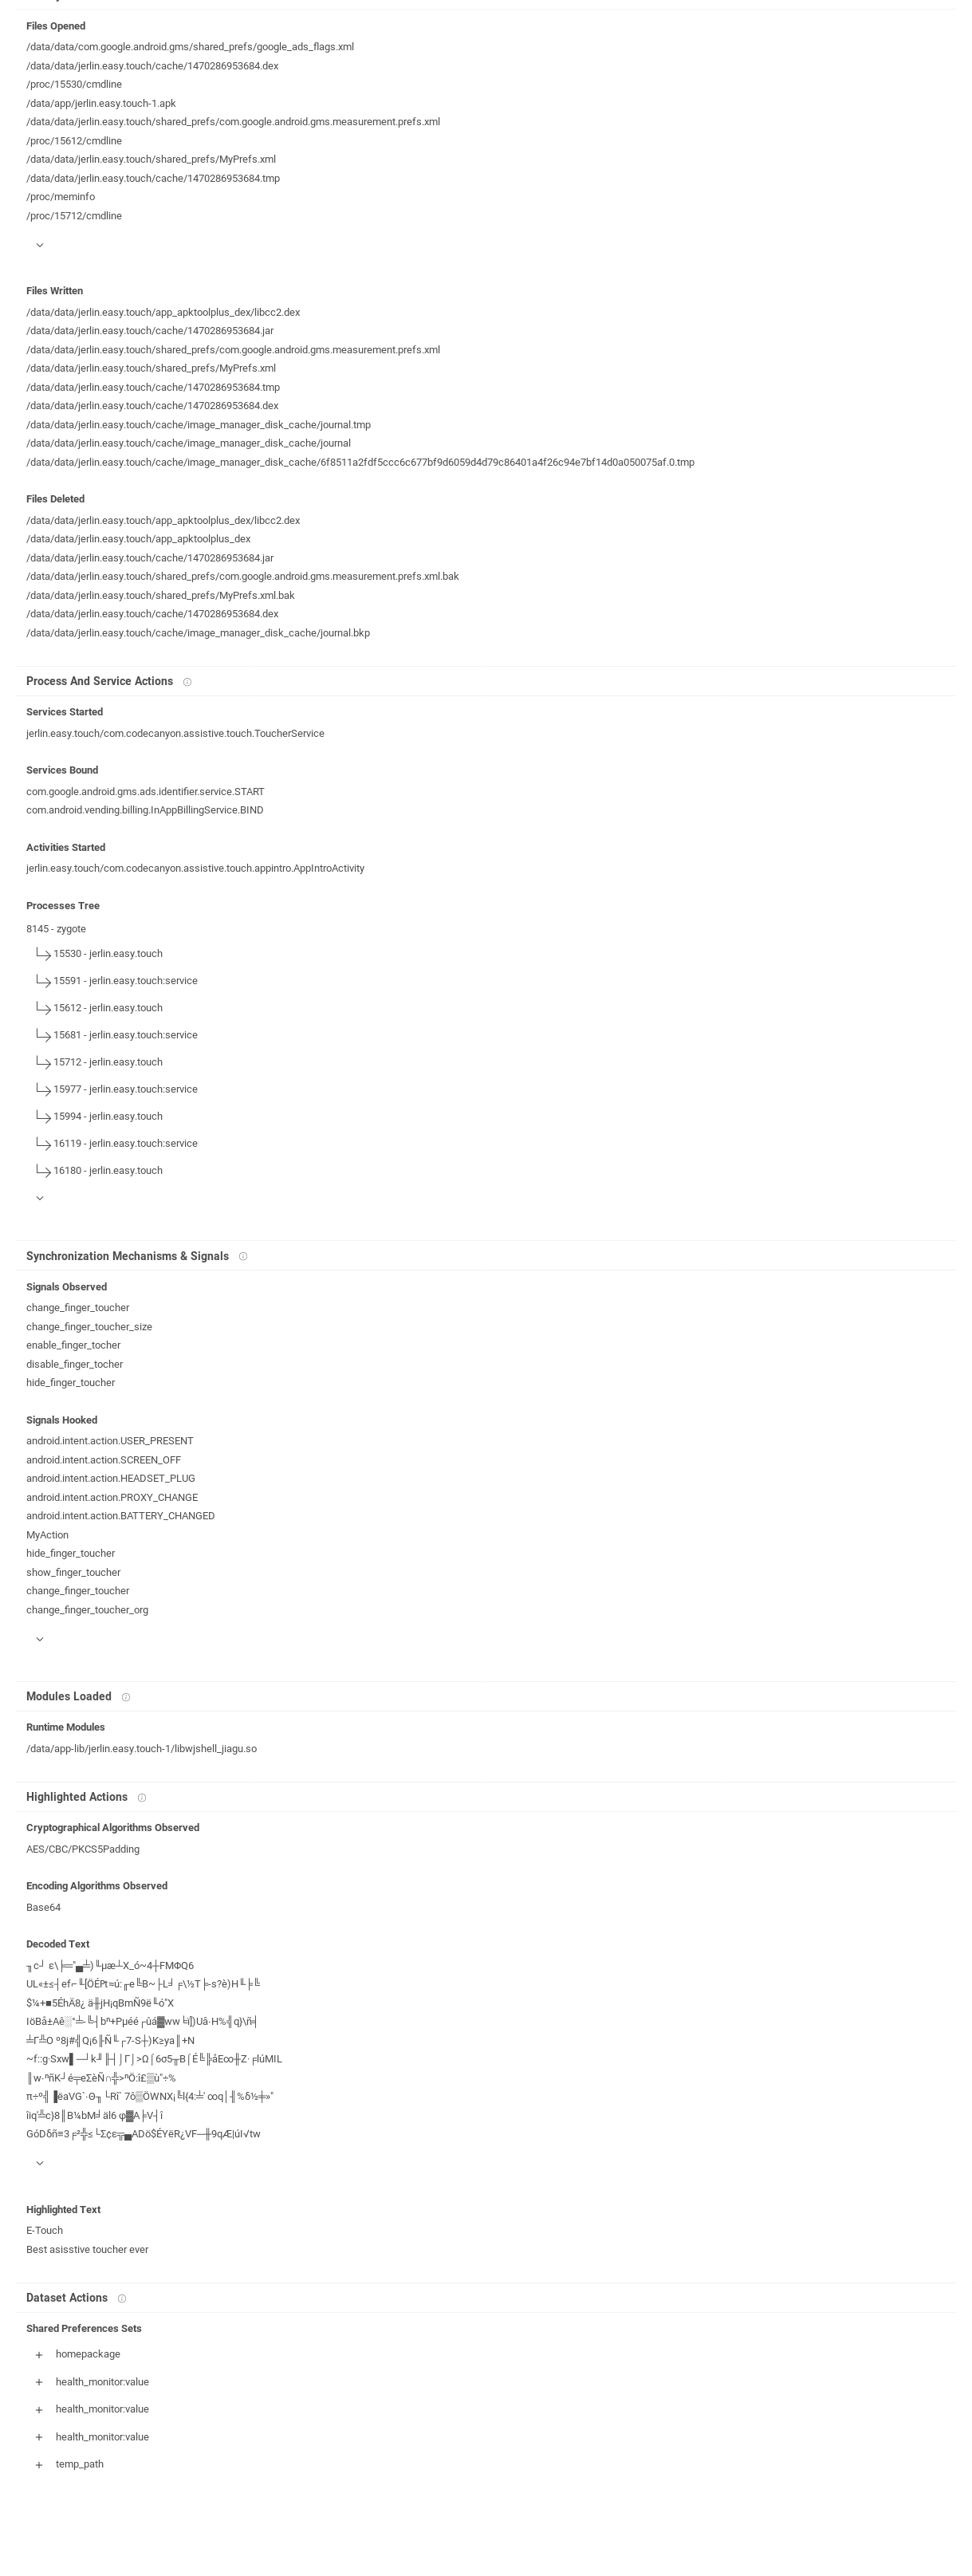 Files Opened
/data/data/com.google.android.gms/shared_prefs/google_ads_flags.xml
/data/data/jerlin.easy.touch/cache/1470286953684.dex
/proc/15530/cmdline
/data/app/jerlin.easy.touch-1.apk
/data/data/jerlin.easy.touch/shared_prefs/com.google.android.gms.measurement.prefs.xml
/proc/15612/cmdline
/data/data/jerlin.easy.touch/shared_prefs/MyPrefs.xml
/data/data/jerlin.easy.touch/cache/1470286953684.tmp
/proc/meminfo
/proc/15712/cmdline
Files Written
/data/data/jerlin.easy.touch/app_apktoolplus_dex/libcc2.dex
/data/data/jerlin.easy.touch/cache/1470286953684.jar
/data/data/jerlin.easy.touch/shared_prefs/com.google.android.gms.measurement.prefs.xml
/data/data/jerlin.easy.touch/shared_prefs/MyPrefs.xml
/data/data/jerlin.easy.touch/cache/1470286953684.tmp
/data/data/jerlin.easy.touch/cache/1470286953684.dex
/data/data/jerlin.easy.touch/cache/image_manager_disk_cache/journal.tmp
/data/data/jerlin.easy.touch/cache/image_manager_disk_cache/journal
/data/data/jerlin.easy.touch/cache/image_manager_disk_cache/6f8511a2fdf5ccc6c677bf9d6059d4d79c86401a4f26c94e7bf14d0a050075af.0.tmp
Files Deleted
/data/data/jerlin.easy.touch/app_apktoolplus_dex/libcc2.dex
/data/data/jerlin.easy.touch/app_apktoolplus_dex
/data/data/jerlin.easy.touch/cache/1470286953684.jar
/data/data/jerlin.easy.touch/shared_prefs/com.google.android.gms.measurement.prefs.xml.bak
/data/data/jerlin.easy.touch/shared_prefs/MyPrefs.xml.bak
/data/data/jerlin.easy.touch/cache/1470286953684.dex
/data/data/jerlin.easy.touch/cache/image_manager_disk_cache/journal.bkp
Process And Service Actions
Services Started
jerlin.easy.touch/com.codecanyon.assistive.touch.ToucherService
Services Bound
com.google.android.gms.ads.identifier.service.START
com.android.vending.billing.InAppBillingService.BIND
Activities Started
jerlin.easy.touch/com.codecanyon.assistive.touch.appintro.AppIntroActivity
Processes Tree
8145 - zygote
15530 - jerlin.easy.touch
15591 - jerlin.easy.touch:service
15612 - jerlin.easy.touch
15681 - jerlin.easy.touch:service
15712 - jerlin.easy.touch
15977 - jerlin.easy.touch:service
15994 - jerlin.easy.touch
16119 - jerlin.easy.touch:service
16180 - jerlin.easy.touch
Synchronization Mechanisms & Signals
Signals Observed
change_finger_toucher
change_finger_toucher_size
enable_finger_tocher
disable_finger_tocher
hide_finger_toucher
Signals Hooked
android.intent.action.USER_PRESENT
android.intent.action.SCREEN_OFF
android.intent.action.HEADSET_PLUG
android.intent.action.PROXY_CHANGE
android.intent.action.BATTERY_CHANGED
MyAction
hide_finger_toucher
show_finger_toucher
change_finger_toucher
change_finger_toucher_org
Modules Loaded
Runtime Modules
/data/app-lib/jerlin.easy.touch-1/libwjshell_jiagu.so
Highlighted Actions
Cryptographical Algorithms Observed
AES/CBC/PKCS5Padding
Encoding Algorithms Observed
Base64
Decoded Text
Highlighted Text
E-Touch
Best asisstive toucher ever
Dataset Actions
Shared Preferences Sets
homepackage
health_monitor:value
health_monitor:value
health_monitor:value
temp_path